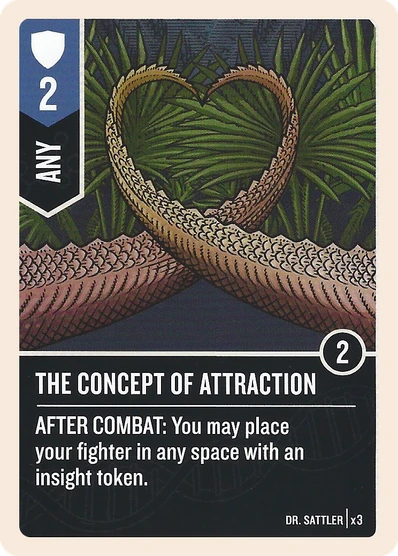 2
ANY
2
THE CONCEPT OF ATTRACTION
AFTER COMBAT: You may place
your fighter in any space with an
insight token.
DR. SATTLER | x3